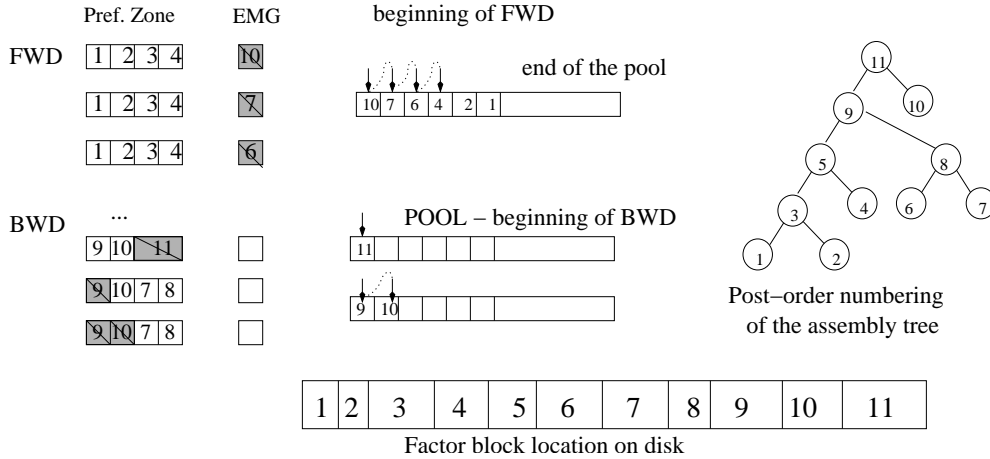 Pref. Zone EMG beginning of FWD
FWD 1 2 3 4 10
end of the pool
1 2 3 4 7
10 7 6 4 2 1
1 2 3 4 6
...
BWD POOL – beginning of BWD
9 10 11
11
9 10 7 8
9 10
9 10 7 8
11
10
9
5
8
4
6
7
3
1
2
Post–order numbering
of the assembly tree
1 2 3 4 5 6 7 8 9 10 11
Factor block location on disk